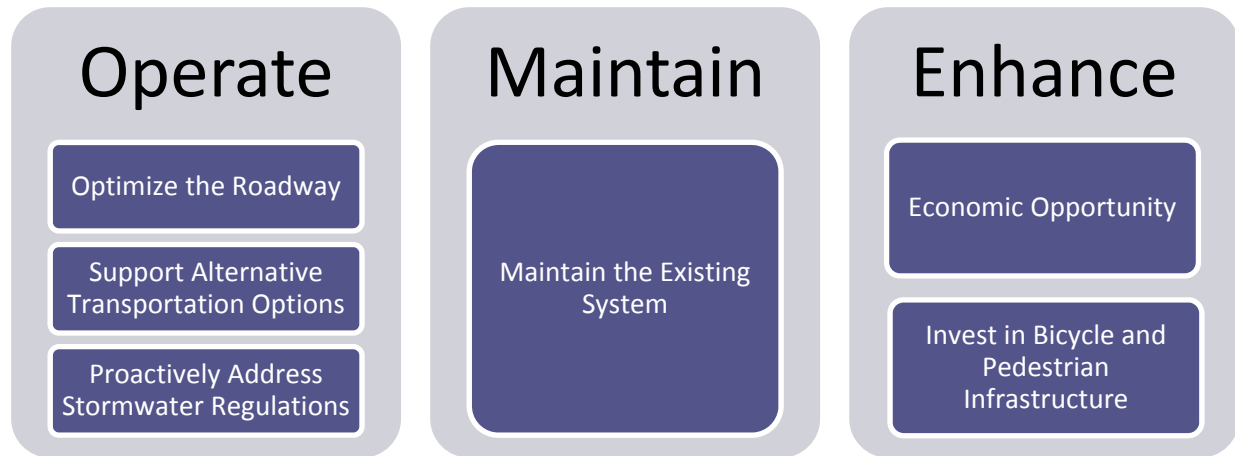 Operate
Optimize the Roadway
Support Alternative
Transportation Options
Proactively Address
Stormwater Regulations
Maintain
Maintain the Existing
System
Enhance
Economic Opportunity
Invest in Bicycle and
Pedestrian
Infrastructure